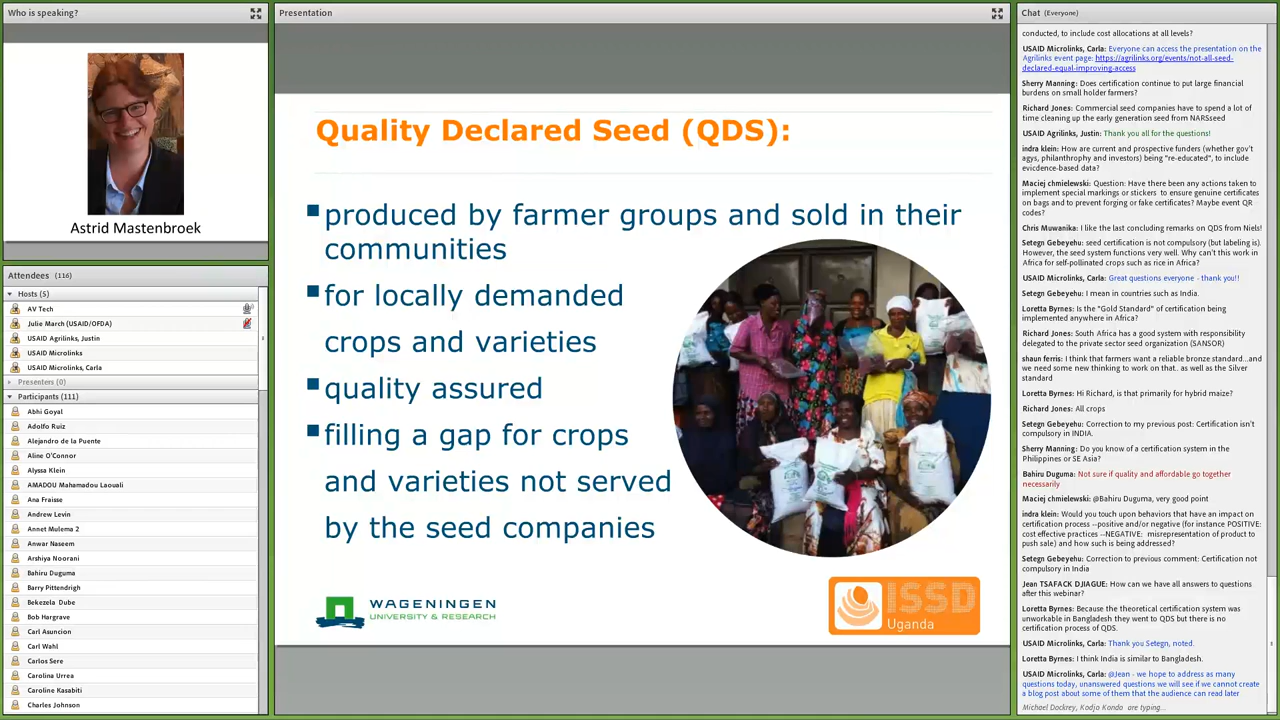 Who is speaking?
Astrid Mastenbroek
Attendees (116)
Hosts (5)
AV Tech
Julie March (USAID/OFDA)
USAID Agrilinks, Justin
USAID Microlinks
USAID Microlinks, Carla
Presenters (0)
Participants (111)
Abhi Goyal
Adolfo Ruiz
Alejandro de la Puente
Aline O'Connor
Alyssa Klein
AMADOU Mahamadou Laouali
Ana Fraisse
Andrew Levin
Annet Mulema 2
Anwar Naseem
Arshiya Noorani
Bahiru Duguma
Barry Pittendrigh
Bekezela Dube
Bob Hargrave
Carl Asuncion
Carl Wahl
Carlos Sere
Carolina Urrea
Caroline Kasabiti
Charles Johnson
Presentation
Quality Declared Seed (QDS):
produced by farmer groups and sold in their
communities
for locally demanded
crops and varieties
quality assured
filling a gap for crops
and varieties not served
by the seed companies
WAGENINGEN
UNIVERSITY & RESEARCH
ISSD
Uganda
Chat (Everyone)
conducted, to include cost allocations at all levels?
USAID Microlinks, Carla: Everyone can access the presentation on the
Agrilinks event page: https://agrilinks.org/events/not-all-seed-
declared-equal-improving-access
Sherry Manning: Does certification continue to put large financial
burdens on small holder farmers?
Richard Jones: Commercial seed companies have to spend a lot of
time cleaning up the early generation seed from NARSseed
USAID Agrilinks, Justin: Thank you all for the questions!
indra klein: How are current and prospective funders (whether gov't
agys, philanthropy and investors) being "re-educated", to include
evicdence-based data?
Maciej chmielewski: Question: Have there been any actions taken to
implement special markings or stickers to ensure genuine certificates
on bags and to prevent forging or fake certificates? Maybe event QR
codes?
Chris Muwanika: I like the last concluding remarks on QDS from Niels!
Setegn Gebeyehu: seed certification is not compulsory (but labeling is).
However, the seed system functions very well. Why can't this work in
Africa for self-pollinated crops such as rice in Africa?
USAID Microlinks, Carla: Great questions everyone - thank you!!
Setegn Gebeyehu: I mean in countries such as India.
Loretta Byrnes: Is the "Gold Standard" of certification being
implemented anywhere in Africa?
Richard Jones: South Africa has a good system with responsibility
delegated to the private sector seed organization (SANSOR)
shaun ferris: I think that farmers want a reliable bronze standard...and
we need some new thinking to work on that.. as well as the Silver
standard
Loretta Byrnes: Hi Richard, is that primarily for hybrid maize?
Richard Jones: All crops
Setegn Gebeyehu: Correction to my previous post: Certification isn't
compulsory in INDIA.
Sherry Manning: Do you know of a certification system in the
Philippines or SE Asia?
Bahiru Duguma: Not sure if quality and affordable go together
necessarily
Maciej chmielewski: @Bahiru Duguma, very good point
indra klein: Would you touch upon behaviors that have an impact on
certification process --positive and/or negative (for instance POSITIVE:
cost effective practices --NEGATIVE: misrepresentation of product to
push sale) and how such is being addressed?
Setegn Gebeyehu: Correction to previous comment: Certification not
compulsory in India
Jean TSAFACK DJIAGUE: How can we have all answers to questions
after this webinar?
Loretta Byrnes: Because the theoretical certification system was
unworkable in Bangladesh they went to QDS but there is no
certification process of QDS.
USAID Microlinks, Carla: Thank you Setegn, noted.
Loretta Byrnes: I think India is similar to Bangladesh.
USAID Microlinks, Carla: @Jean - we hope to address as many
questions today, unanswered questions we will see if we cannot create
a blog post about some of them that the audience can read later
Michael Dockrey, Kodjo Kondo are typing...